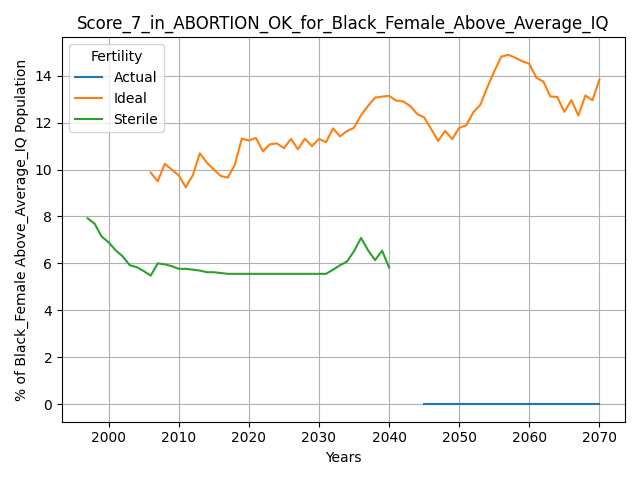 Score_7_in_ABORTION_OK_for_Black_Female_Above_Average_IQ
Fertility
Actual
Ideal
Sterile
% of Black_Female Above_Average_IQ Population
14
12
10
8
6
4
2
0
2000 2010 2020 2030 2040 2050 2060 2070
Years